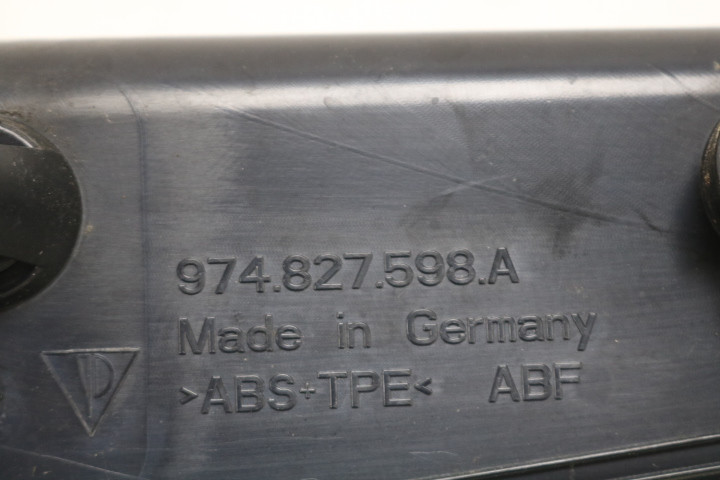 974.827.598.A
Made in Germany
>ABS+TPE< ABF